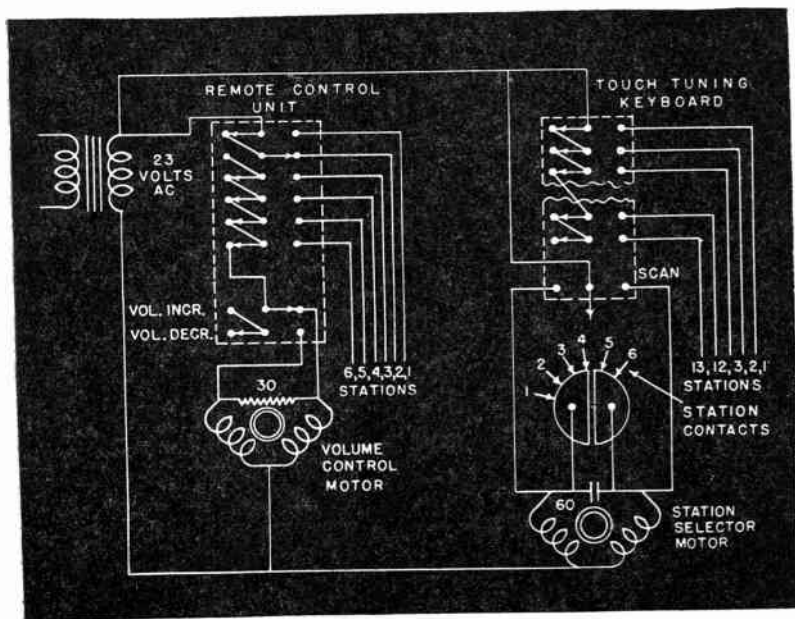 REMOTE CONTROL
UNIT
TOUCH TUNING
KEYBOARD
23
VOLTS
AC
SCAN
VOL. INCR.
VOL. DECR.
6,5,4,3,2,1
STATIONS
13,12,3,2,1
STATIONS
1
2
3
4
5
6
STATION
CONTACTS
30
VOLUME
CONTROL
MOTOR
60
STATION
SELECTOR
MOTOR